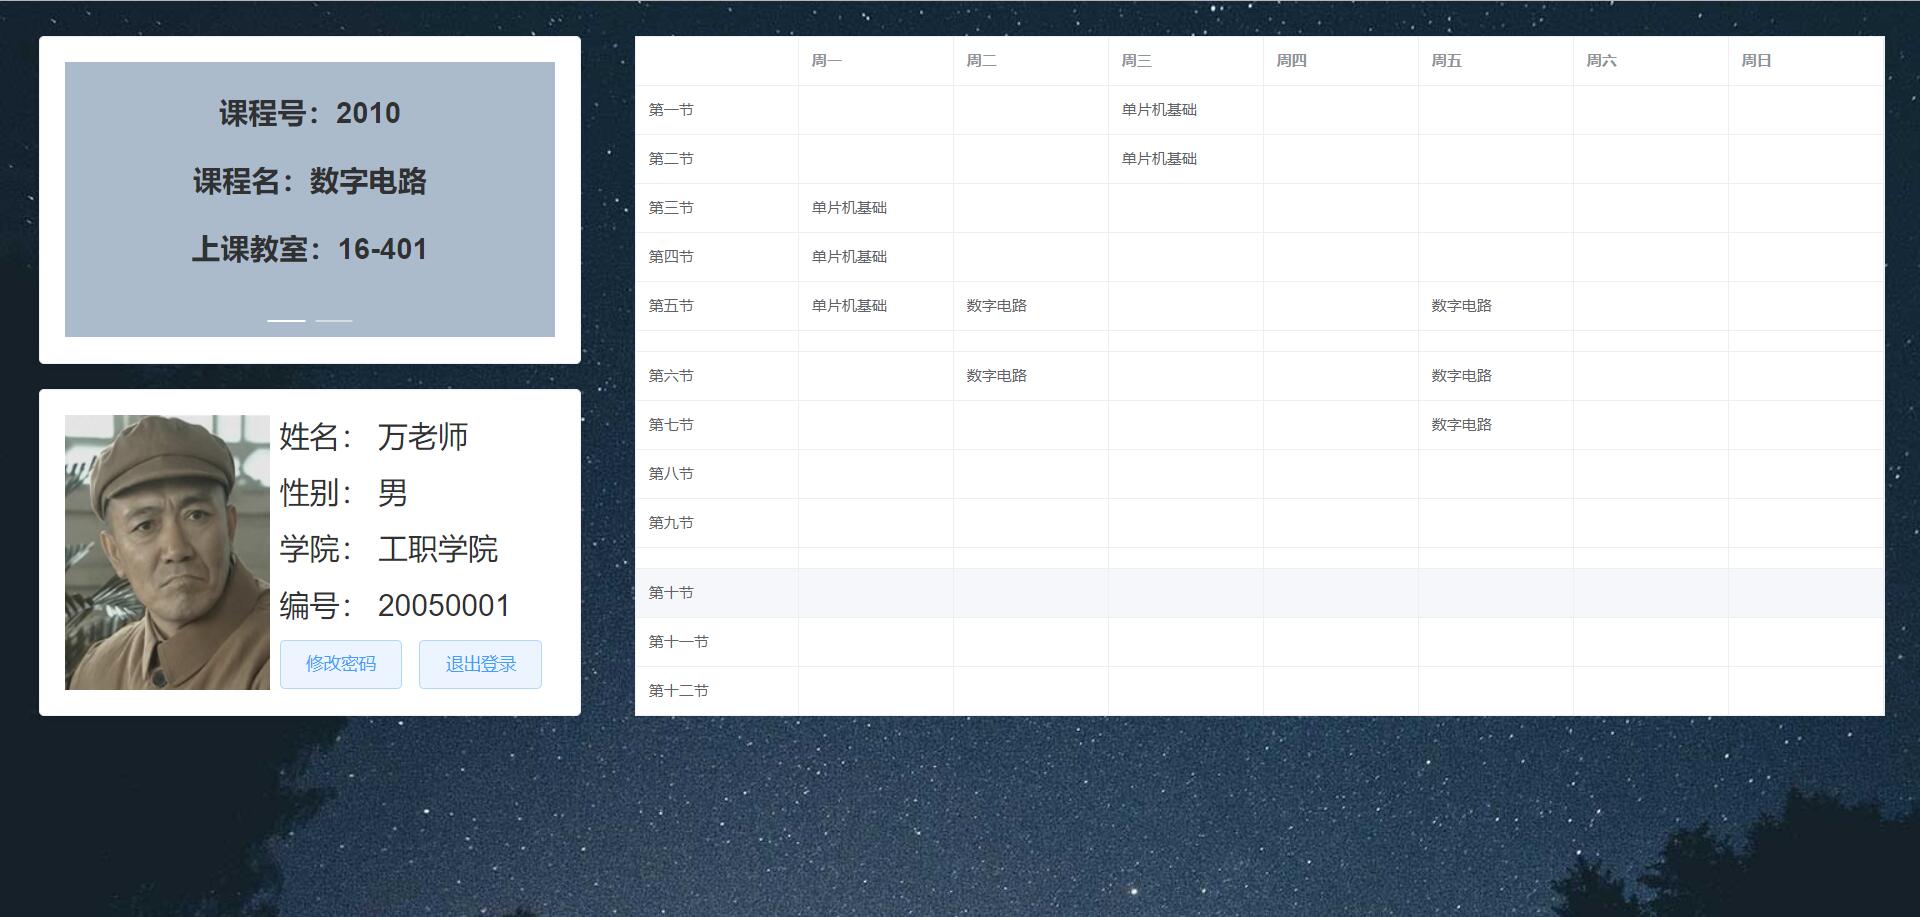 课程号：2010
课程名：数字电路
上课教室：16-401
姓名： 万老师
性别： 男
学院： 工职学院
编号： 20050001
修改密码 退出登录
周一 周二 周三 周四 周五 周六 周日
第一节 单片机基础
第二节 单片机基础
第三节 单片机基础
第四节 单片机基础
第五节 单片机基础 数字电路 数字电路
第六节 数字电路 数字电路
第七节 数字电路
第八节
第九节
第十节
第十一节
第十二节